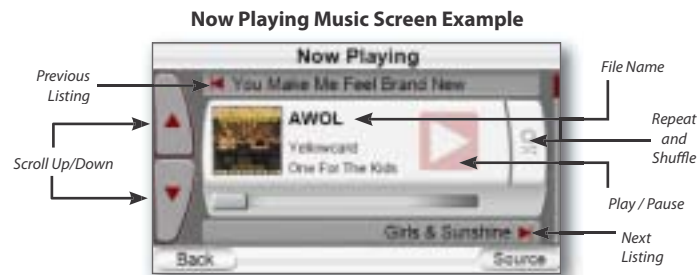 Now Playing Music Screen Example
Now Playing
Previous
Listing
You Make Me Feel Brand New
File Name
AWOL
Repeat
and
Shuffle
Yellowcard
Scroll Up/Down
One For The Kids
Play / Pause
Girls & Sunshine
Next
Listing
Back
Source